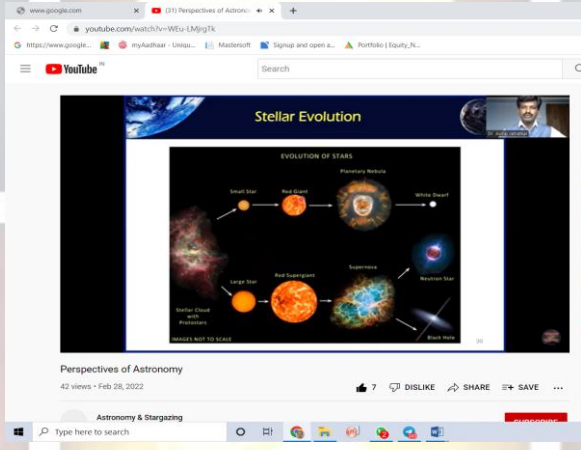 www.google.com
(31) Perspectives of Astrono
youtube.com/watch?v=WEu-LMjrgTk
https://www.google...
myAadhaar - Uniqu...
Mastersoft
Signup and open a...
Portfolio | Equity_N...
YouTube IN
Search
Stellar Evolution
EVOLUTION OF STARS
Planetary Nebula
Small Star
Red Giant
White Dwarf
Supernova
Red Supergiant
Large Star
Neutron Star
Stellar Cloud
with
Protostars
IMAGES NOT TO SCALE
Black Hole
20
Perspectives of Astronomy
42 views • Feb 28, 2022
7
DISLIKE
SHARE
SAVE
Astronomy & Stargazing
SUBSCRIBE
Type here to search